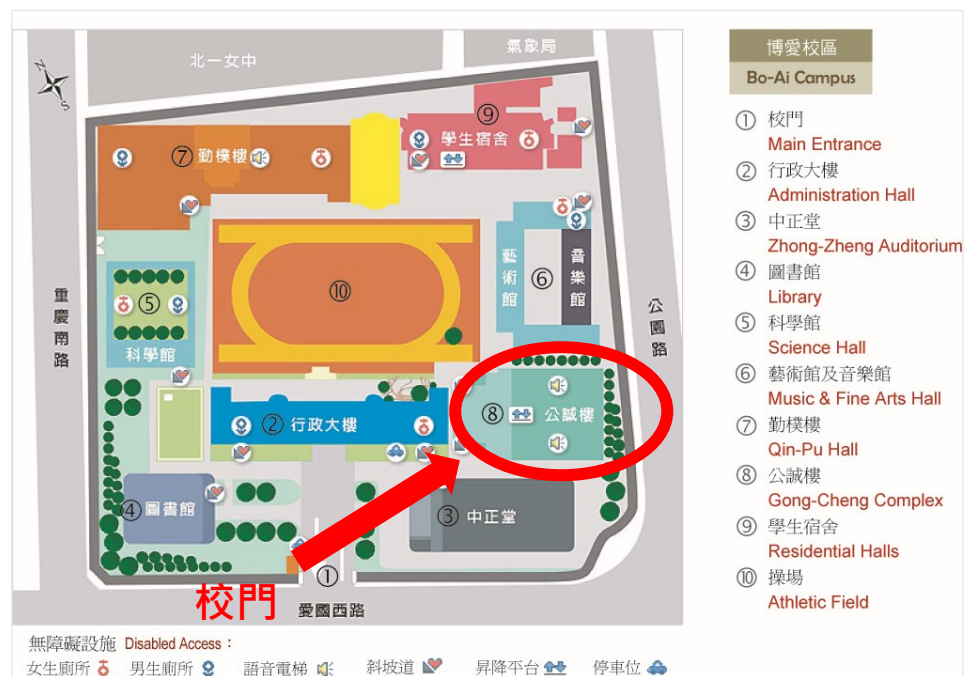 北一女中
氣象局
N
S
⑨
學生宿舍
⑦ 勤樸樓
⑩
藝術館
⑥
音樂館
⑤
科學館
重慶南路
公園路
② 行政大樓
⑧ 公誠樓
④ 圖書館
③ 中正堂
①
校門
愛國西路
博愛校區
Bo-Ai Campus
① 校門
Main Entrance
② 行政大樓
Administration Hall
③ 中正堂
Zhong-Zheng Auditorium
④ 圖書館
Library
⑤ 科學館
Science Hall
⑥ 藝術館及音樂館
Music & Fine Arts Hall
⑦ 勤樸樓
Qin-Pu Hall
⑧ 公誠樓
Gong-Cheng Complex
⑨ 學生宿舍
Residential Halls
⑩ 操場
Athletic Field
無障礙設施 Disabled Access：
女生廁所 男生廁所 語音電梯 斜坡道 昇降平台 停車位